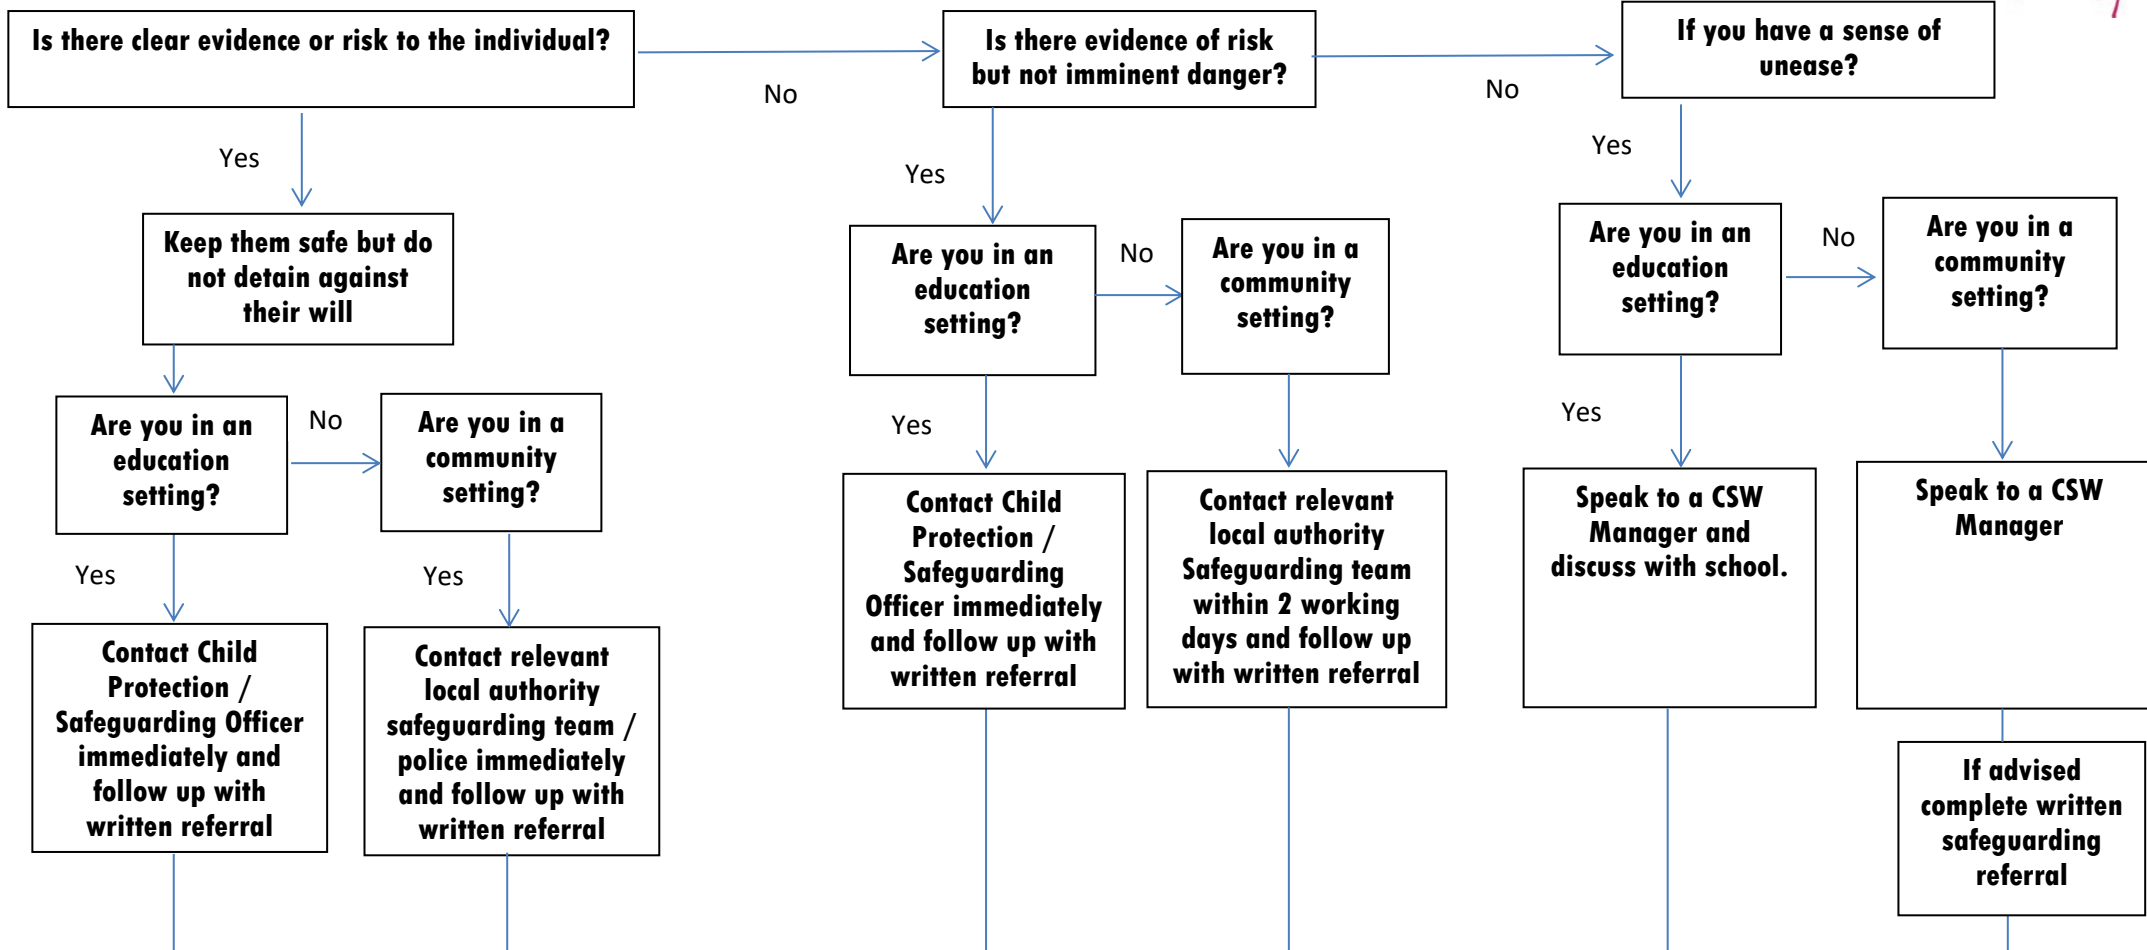 Is there clear evidence or risk to the individual?
No
Is there evidence of risk
but not imminent danger?
No
If you have a sense of
unease?
Yes
Keep them safe but do
not detain against
their will
Are you in an
education
setting?
No
Are you in a
community
setting?
Yes
Yes
Contact Child
Protection /
Safeguarding Officer
immediately and
follow up with
written referral
Contact relevant
local authority
safeguarding team /
police immediately
and follow up with
written referral
Yes
Are you in an
education
setting?
No
Are you in a
community
setting?
Yes
Contact Child
Protection /
Safeguarding
Officer immediately
and follow up with
written referral
Contact relevant
local authority
Safeguarding team
within 2 working
days and follow up
with written referral
Yes
Are you in an
education
setting?
No
Are you in a
community
setting?
Yes
Speak to a CSW
Manager and
discuss with school.
Speak to a CSW
Manager
If advised
complete written
safeguarding
referral